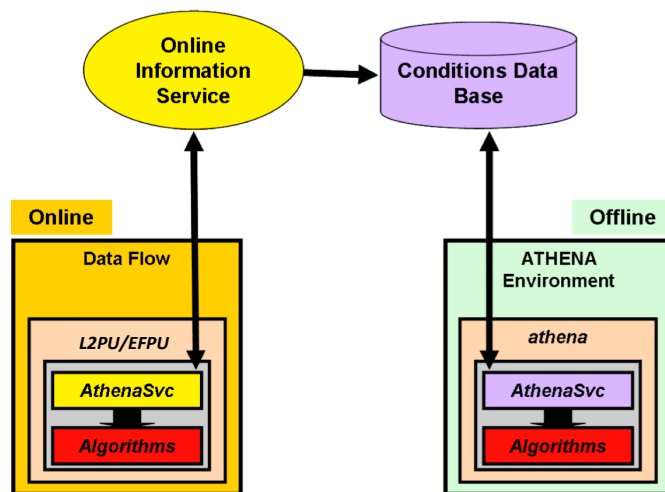 Online
Information
Service
Conditions Data
Base
Online
Offline
Data Flow
ATHENA
Environment
L2PU/EFPU
athena
AthenaSvc
AthenaSvc
Algorithms
Algorithms